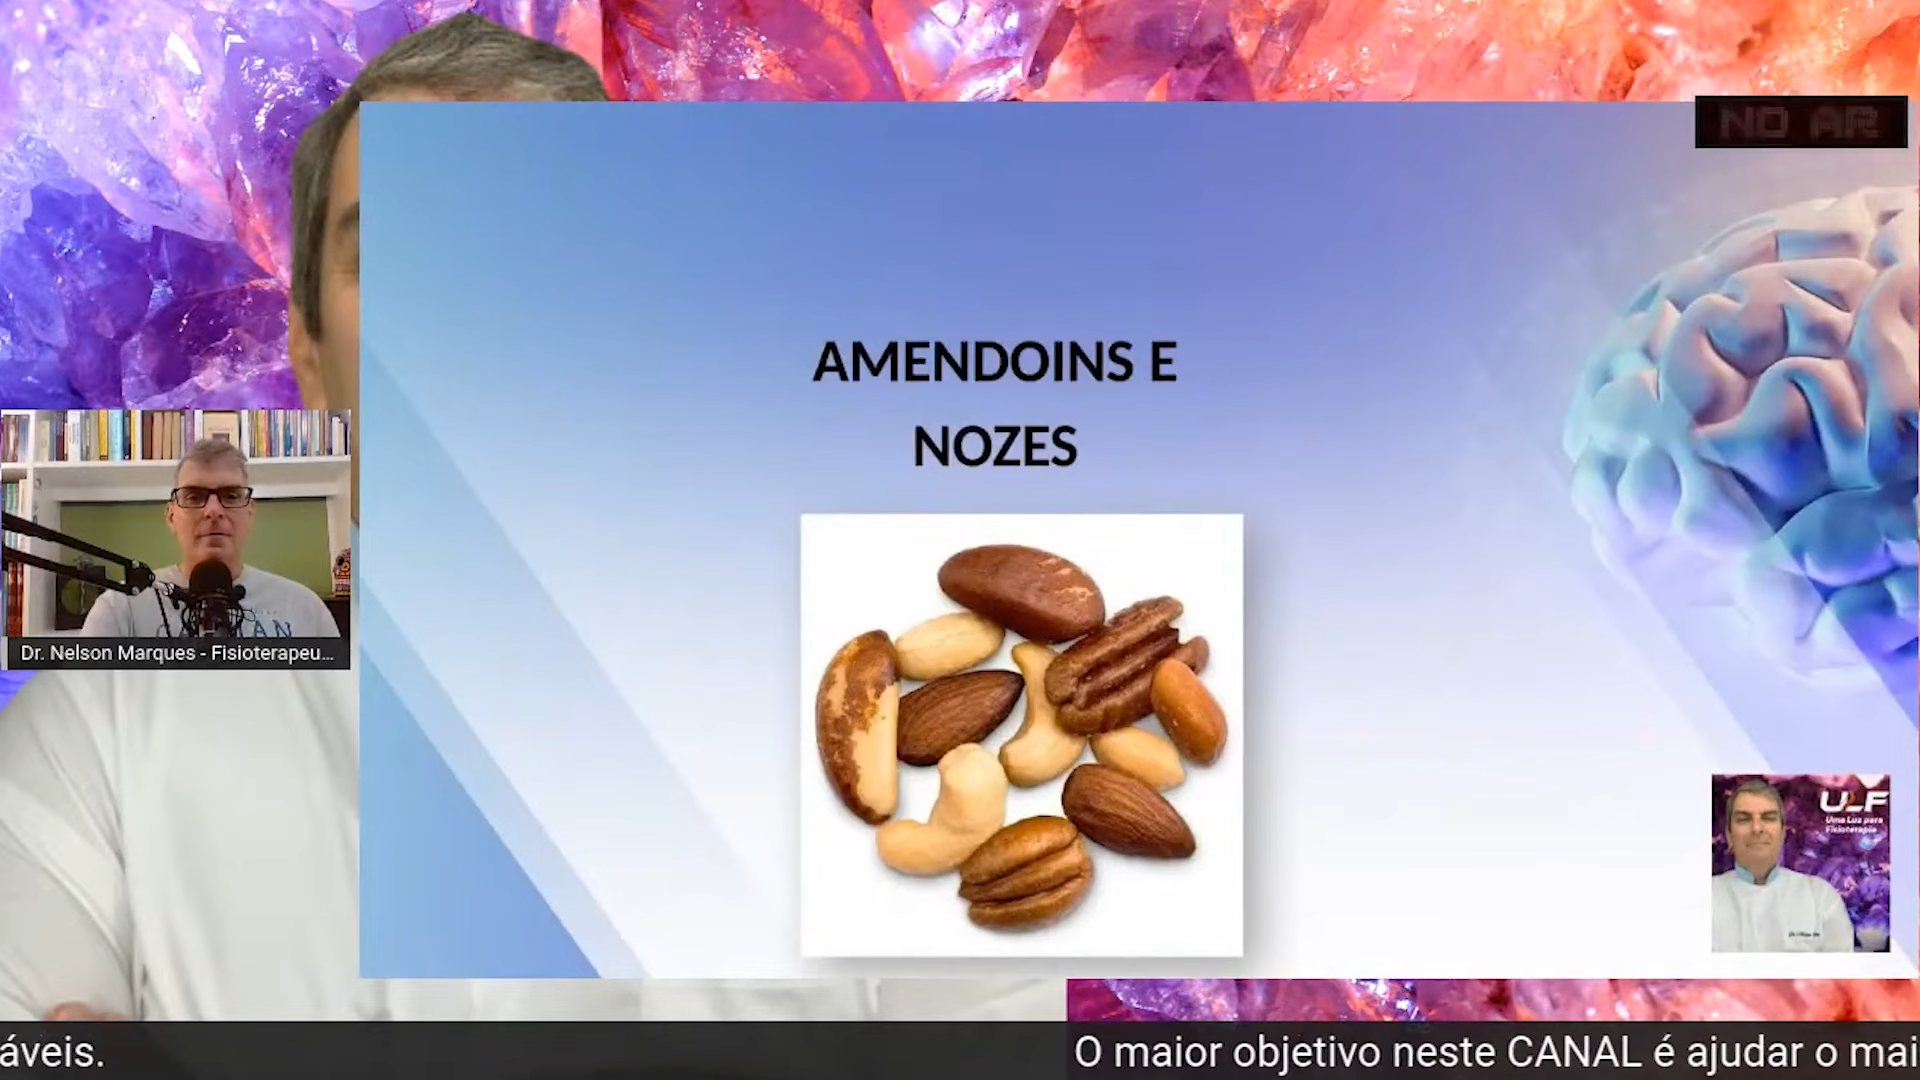 NO AR
AMENDOINS E
NOZES
Dr. Nelson Marques - Fisioterapeu...
ULF
Uma Luz para
Fisioterapia
áveis.
O maior objetivo neste CANAL é ajudar o mai